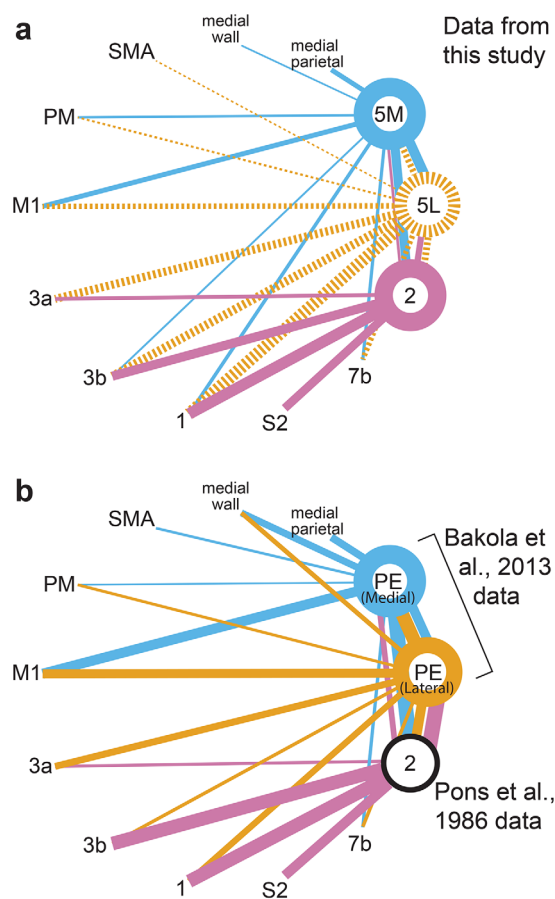 a
Data from
this study
medial
wall
medial
parietal
SMA
PM
5M
M1
5L
3a
2
3b
7b
1
S2
b
medial
wall
medial
parietal
SMA
Bakola et
al., 2013
data
PM
PE
(Medial)
M1
PE
(Lateral)
3a
2
Pons et al.,
1986 data
3b
7b
1
S2